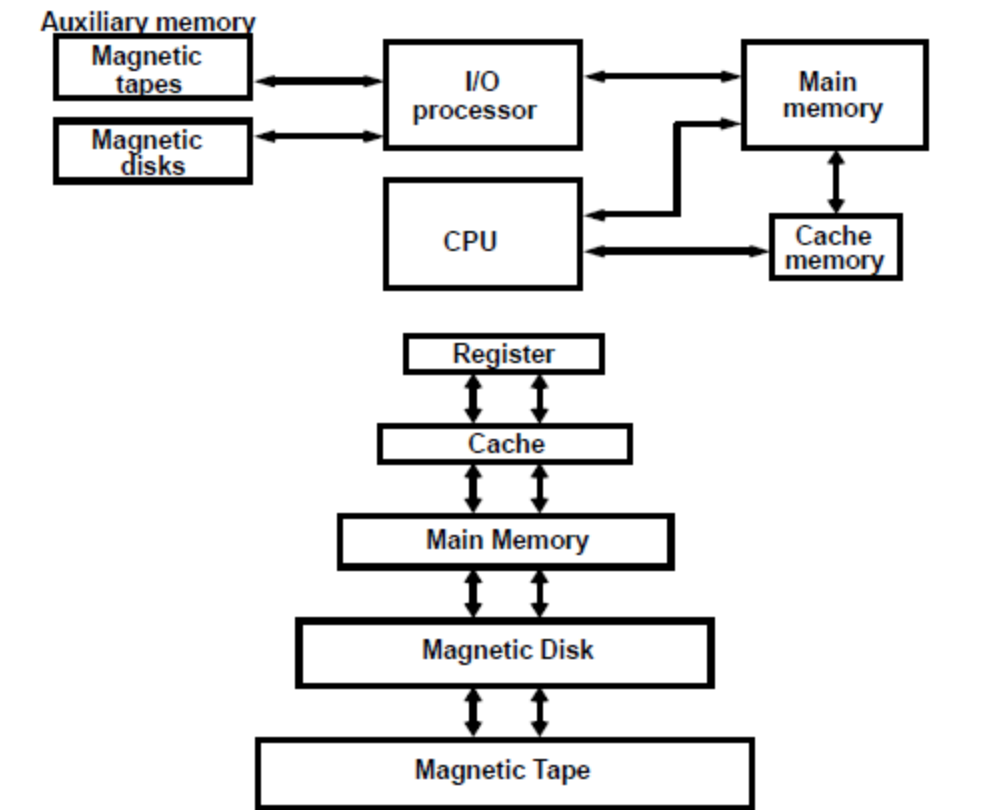 Auxiliary memory
Magnetic
tapes
I/O
processor
Main
memory
Magnetic
disks
CPU
Cache
memory
Register
Cache
Main Memory
Magnetic Disk
Magnetic Tape